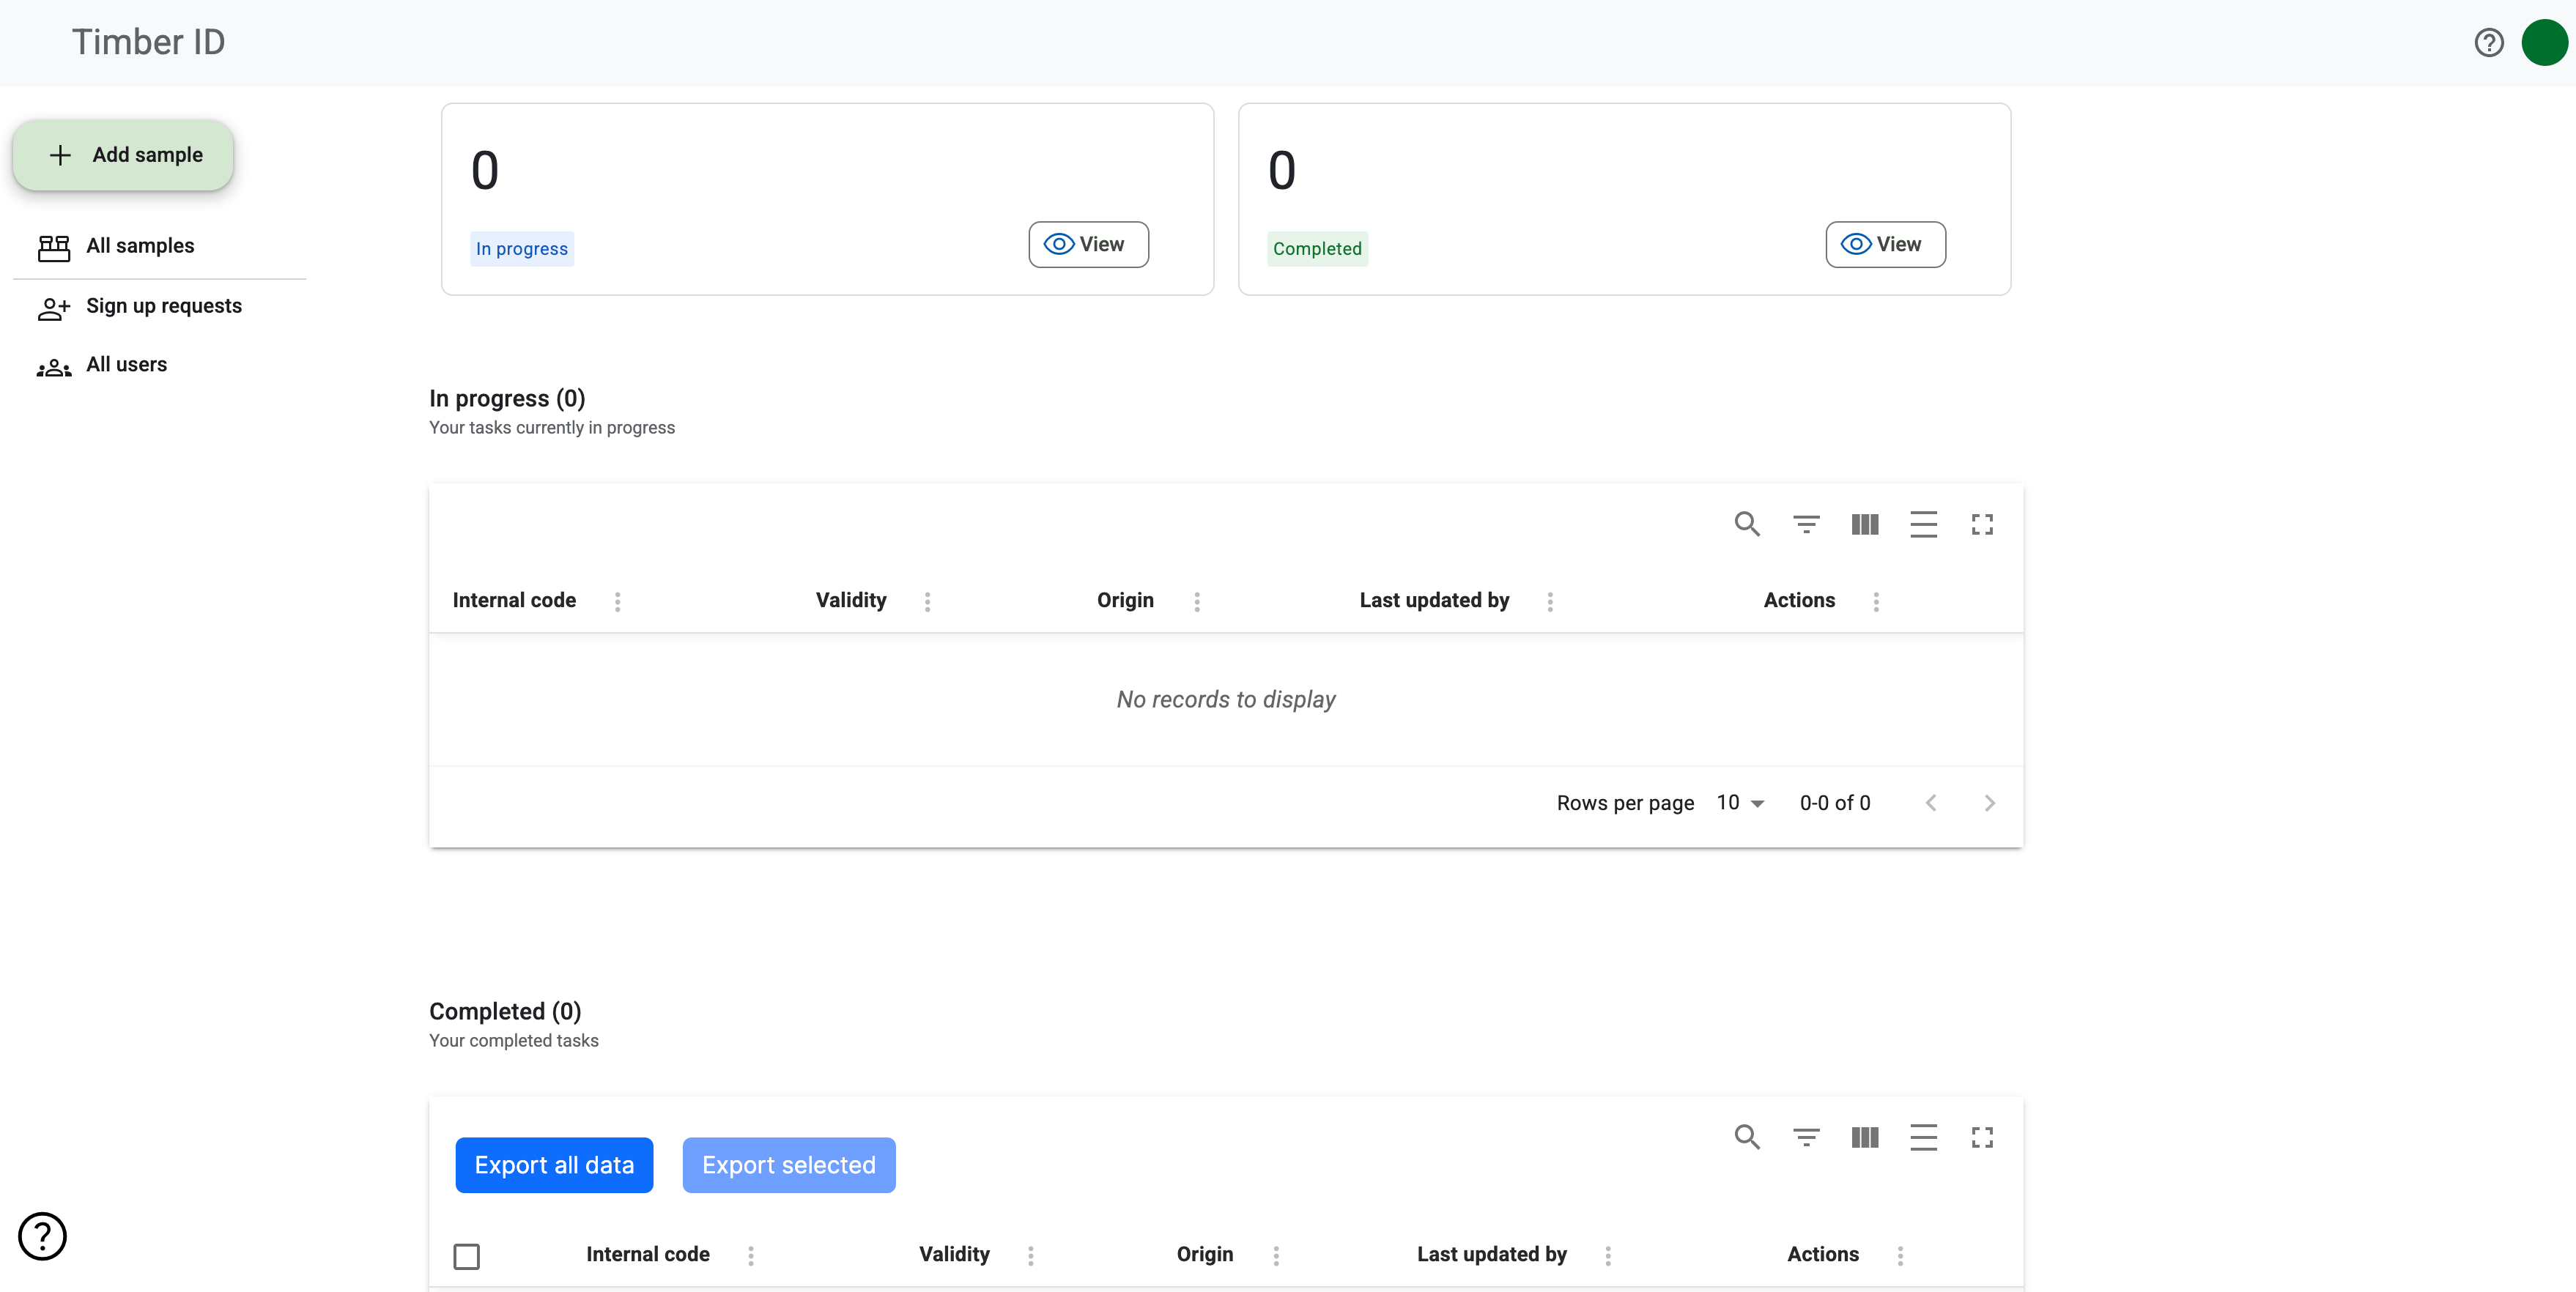 Timber ID
Add sample
All samples
Sign up requests
All users
0
In progress
View
0
Completed
View
In progress (0)
Your tasks currently in progress
Internal code Validity Origin Last updated by Actions
No records to display
Rows per page 10 0-0 of 0
Completed (0)
Your completed tasks
Export all data Export selected
Internal code Validity Origin Last updated by Actions